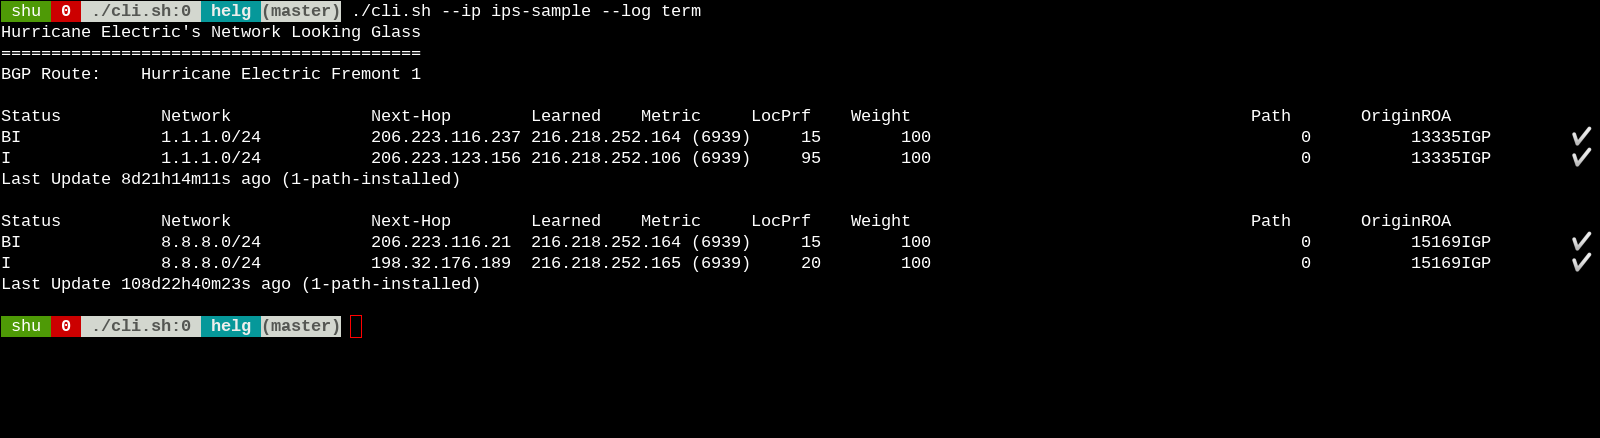 shu 0 ./cli.sh:0 helg (master) ./cli.sh --ip ips-sample --log term
Hurricane Electric's Network Looking Glass
==========================================
BGP Route:    Hurricane Electric Fremont 1
Status          Network              Next-Hop        Learned    Metric     LocPrf    Weight                                  Path       OriginROA
BI              1.1.1.0/24           206.223.116.237 216.218.252.164 (6939)     15        100                                     0          13335IGP        ✔
I               1.1.1.0/24           206.223.123.156 216.218.252.106 (6939)     95        100                                     0          13335IGP        ✔
Last Update 8d21h14m11s ago (1-path-installed)
Status          Network              Next-Hop        Learned    Metric     LocPrf    Weight                                  Path       OriginROA
BI              8.8.8.0/24           206.223.116.21  216.218.252.164 (6939)     15        100                                     0          15169IGP        ✔
I               8.8.8.0/24           198.32.176.189  216.218.252.165 (6939)     20        100                                     0          15169IGP        ✔
Last Update 108d22h40m23s ago (1-path-installed)
shu 0 ./cli.sh:0 helg (master)